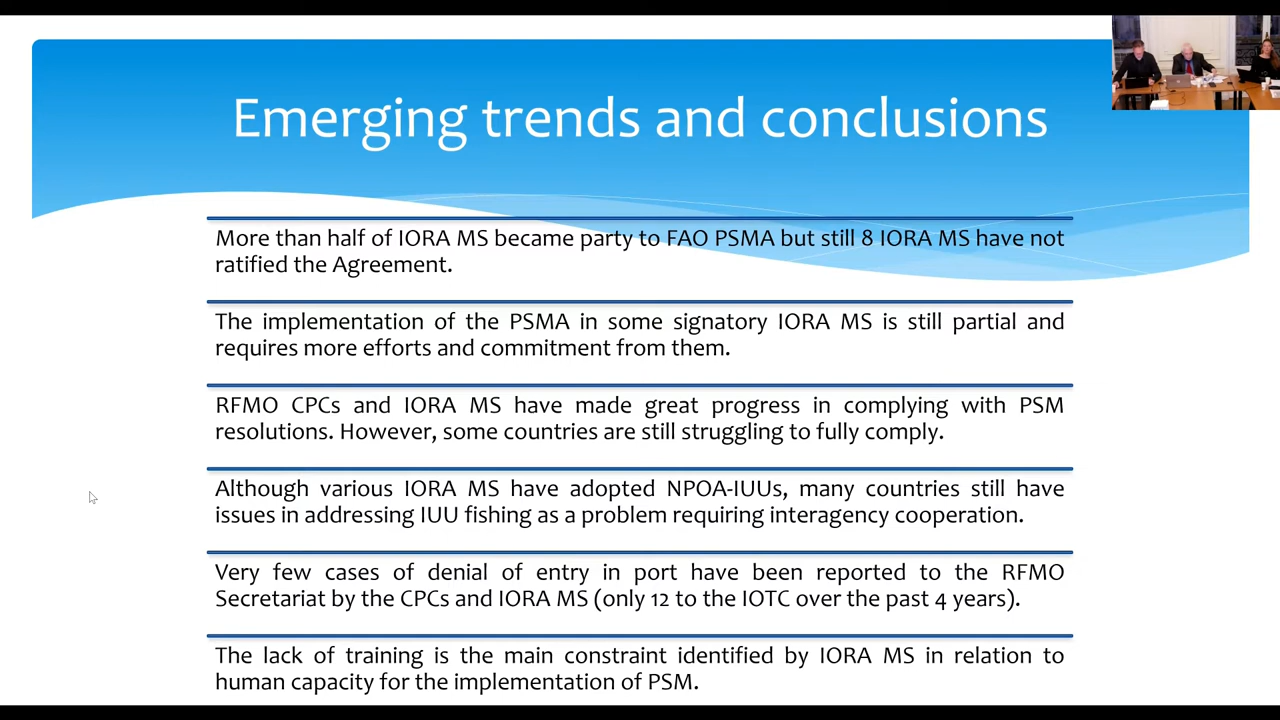 Emerging trends and conclusions
More than half of IORA MS became party to FAO PSMA but still 8 IORA MS have not
ratified the Agreement.
The implementation of the PSMA in some signatory IORA MS is still partial and
requires more efforts and commitment from them.
RFMO CPCs and IORA MS have made great progress in complying with PSM
resolutions. However, some countries are still struggling to fully comply.
Although various IORA MS have adopted NPOA-IUUs, many countries still have
issues in addressing IUU fishing as a problem requiring interagency cooperation.
Very few cases of denial of entry in port have been reported to the RFMO
Secretariat by the CPCs and IORA MS (only 12 to the IOTC over the past 4 years).
The lack of training is the main constraint identified by IORA MS in relation to
human capacity for the implementation of PSM.